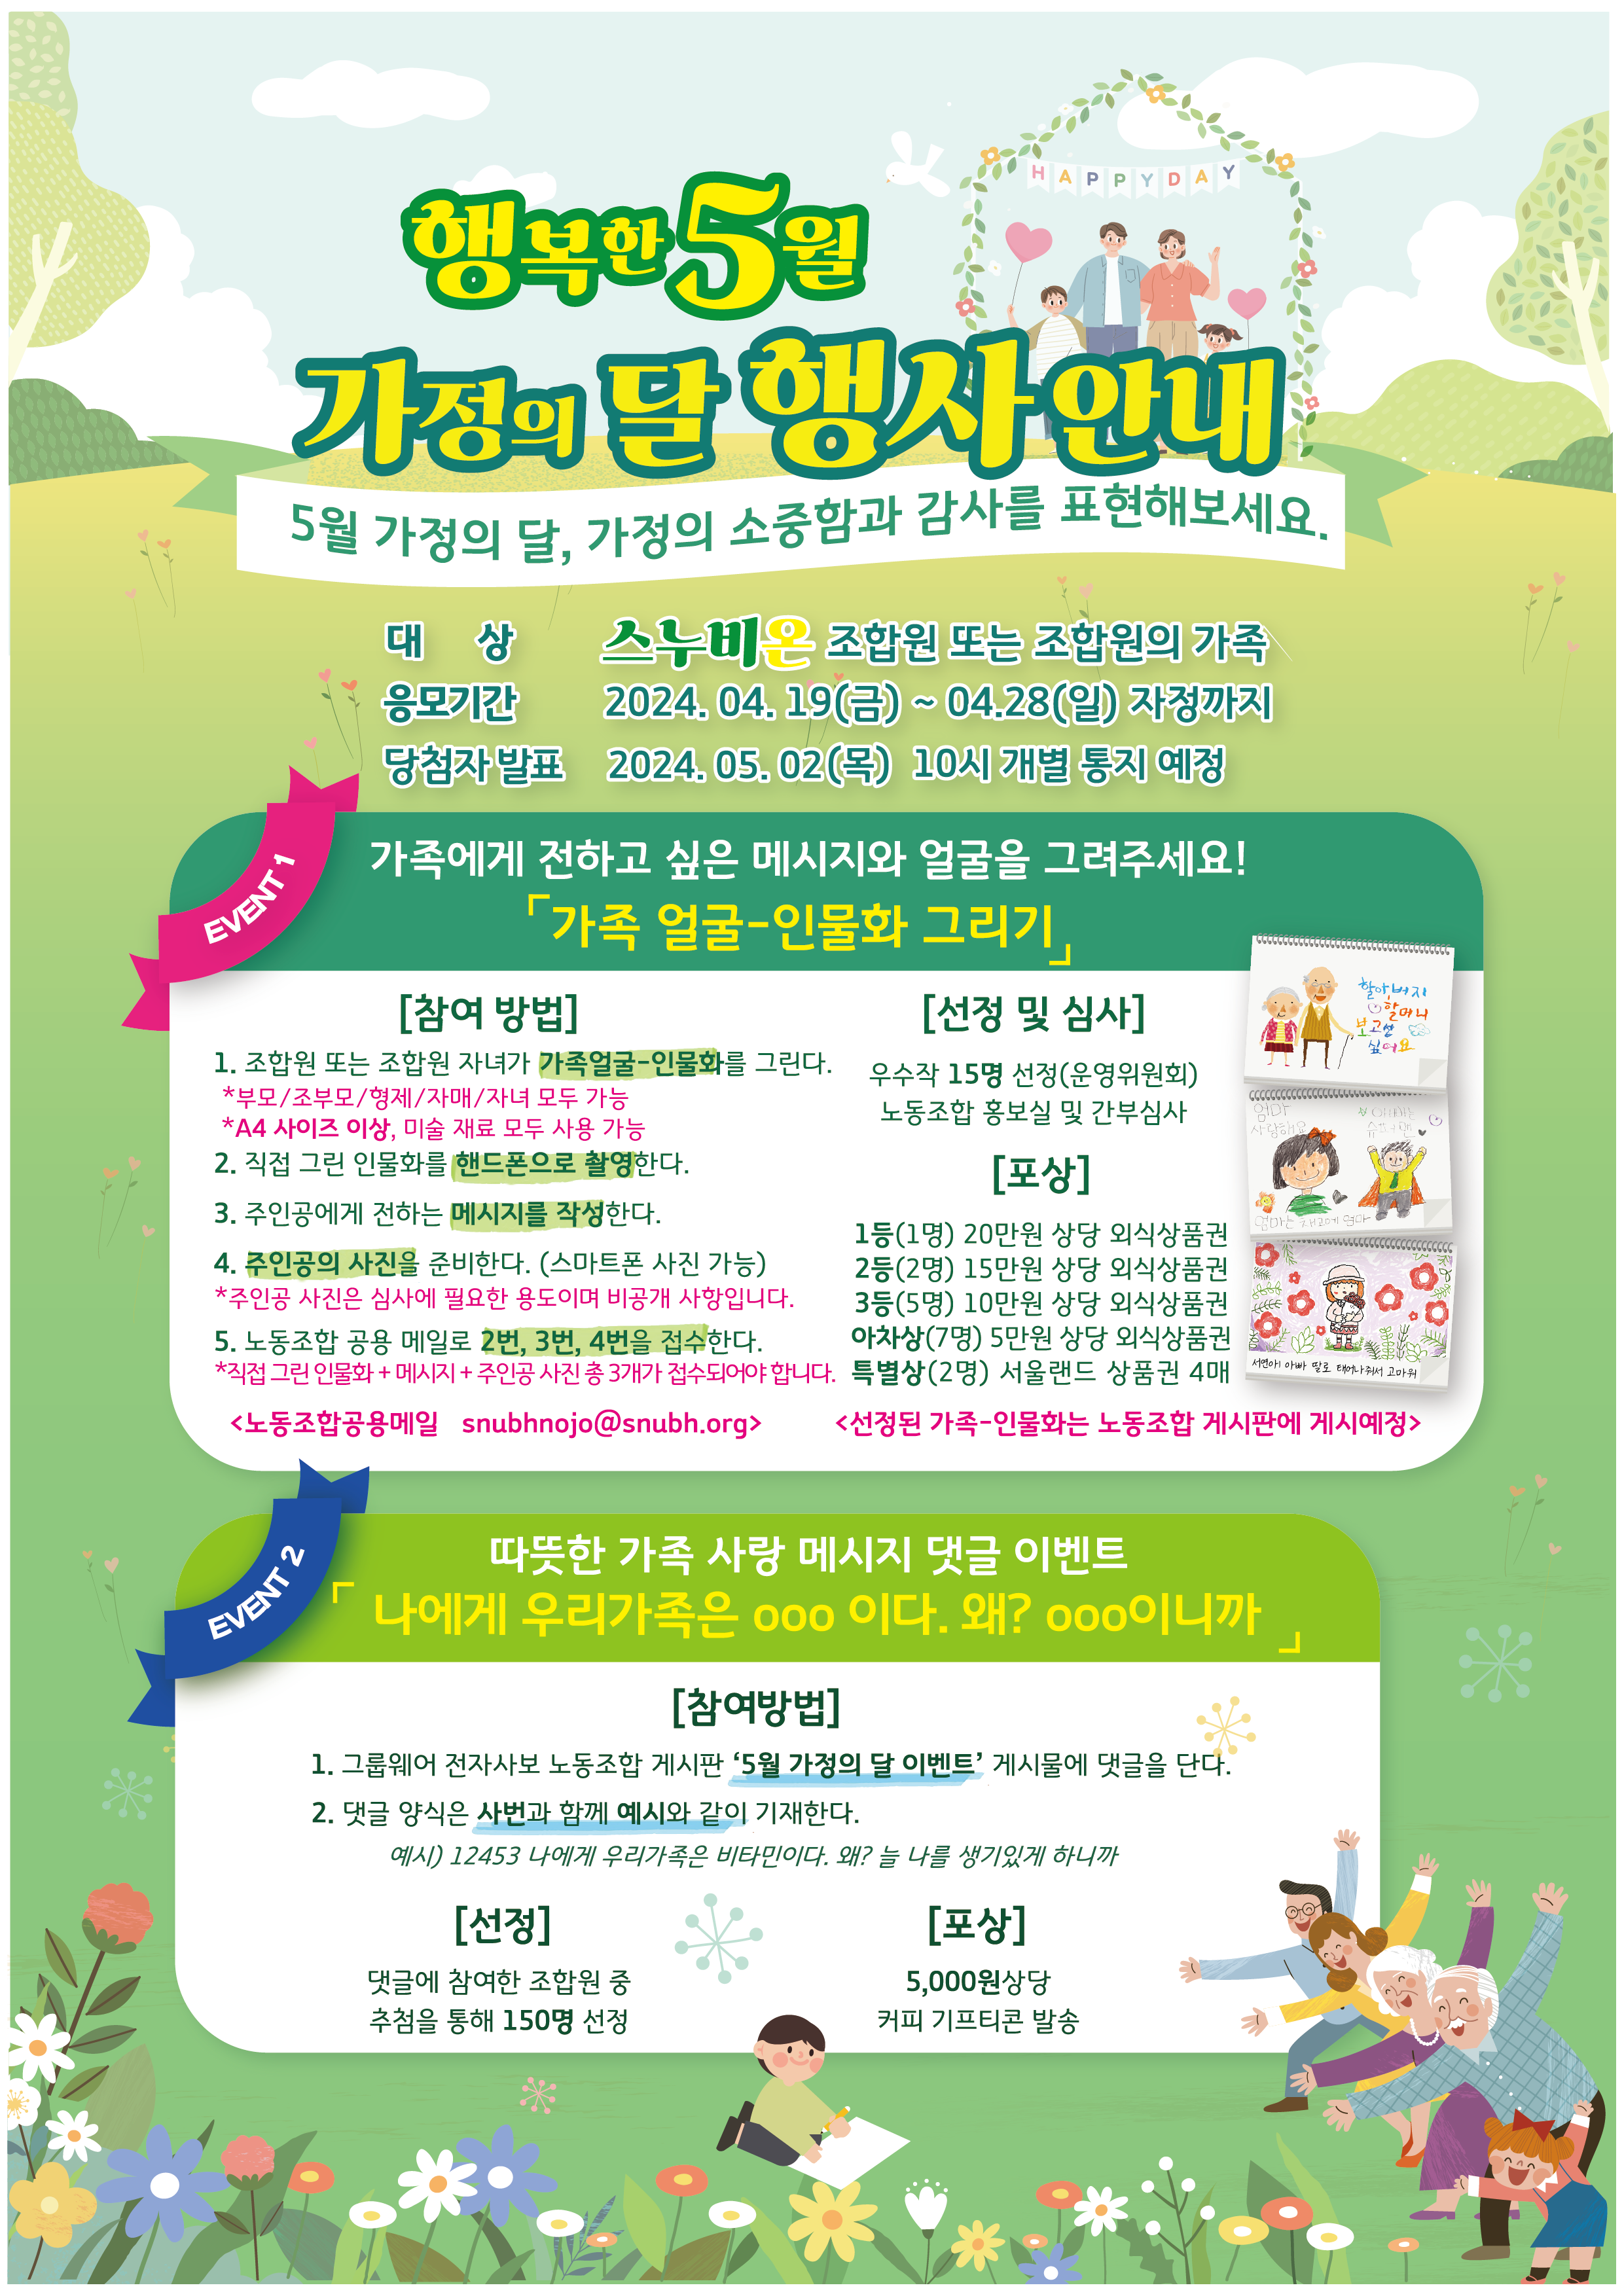 HAPPYDAY
행복한 5월
가정의 달 행사 안내
5월 가정의 달, 가정의 소중함과 감사를 표현해보세요.
대 상 스누비온 조합원 또는 조합원의 가족
응모기간 2024. 04. 19(금) ~ 04.28(일) 자정까지
당첨자 발표 2024. 05. 02(목) 10시 개별 통지 예정
EVENT 1
가족에게 전하고 싶은 메시지와 얼굴을 그려주세요!
「가족 얼굴-인물화 그리기」
[참여 방법]
1. 조합원 또는 조합원 자녀가 가족얼굴-인물화를 그린다.
*부모/조부모/형제/자매/자녀 모두 가능
*A4 사이즈 이상, 미술 재료 모두 사용 가능
2. 직접 그린 인물화를 핸드폰으로 촬영한다.
3. 주인공에게 전하는 메시지를 작성한다.
4. 주인공의 사진을 준비한다. (스마트폰 사진 가능)
*주인공 사진은 심사에 필요한 용도이며 비공개 사항입니다.
5. 노동조합 공용 메일로 2번, 3번, 4번을 접수한다.
*직접 그린 인물화 + 메시지 + 주인공 사진 총 3개가 접수되어야 합니다.
<노동조합공용메일 snubhnojo@snubh.org>
[선정 및 심사]
우수작 15명 선정(운영위원회)
노동조합 홍보실 및 간부심사
[포상]
1등(1명) 20만원 상당 외식상품권
2등(2명) 15만원 상당 외식상품권
3등(5명) 10만원 상당 외식상품권
아차상(7명) 5만원 상당 외식상품권
특별상(2명) 서울랜드 상품권 4매
<선정된 가족-인물화는 노동조합 게시판에 게시예정>
할아버지
할머니
보고싶
싶어요
엄마
사랑해요
서연아! 아빠 딸로 태어나줘서 고마워
EVENT 2
따뜻한 가족 사랑 메시지 댓글 이벤트
「 나에게 우리가족은 ooo 이다. 왜? ooo이니까 」
[참여방법]
1. 그룹웨어 전자사보 노동조합 게시판 ‘5월 가정의 달 이벤트’ 게시물에 댓글을 단다.
2. 댓글 양식은 사번과 함께 예시와 같이 기재한다.
예시) 12453 나에게 우리가족은 비타민이다. 왜? 늘 나를 생기있게 하니까
[선정]
댓글에 참여한 조합원 중
추첨을 통해 150명 선정
[포상]
5,000원상당
커피 기프티콘 발송